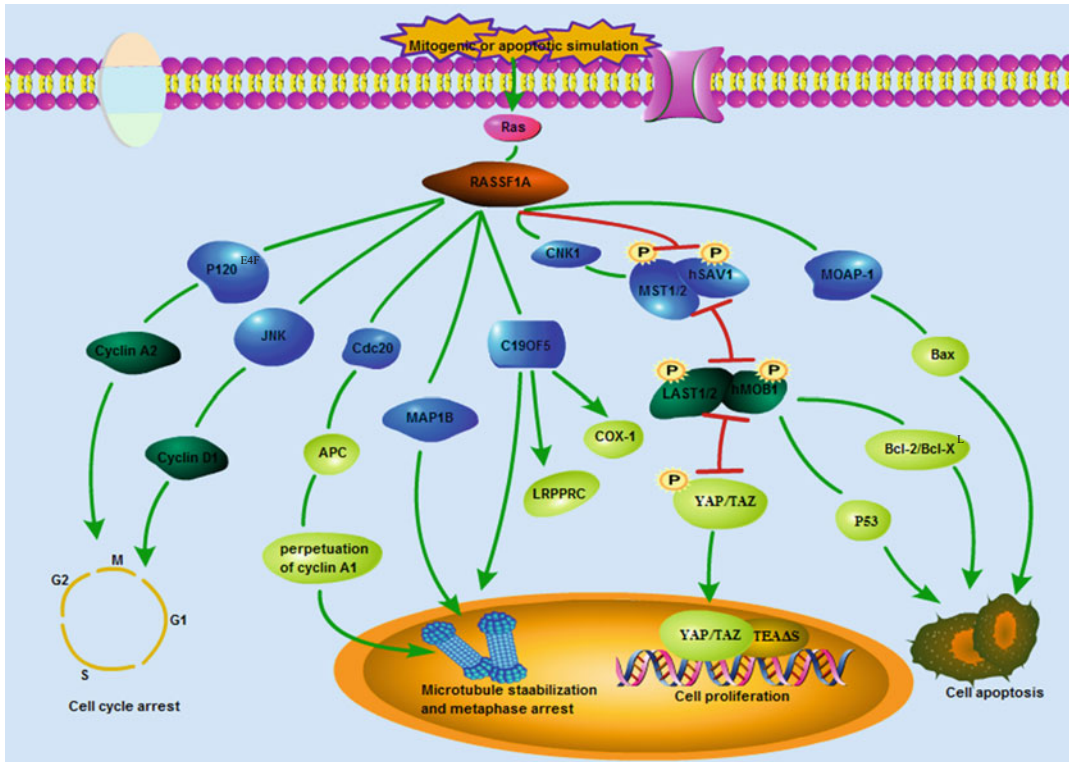 Mitogenic or apoptotic simulation
Ras
RASSF1A
P120 E4F
CNK1
P
P
hSAV1
MST1/2
MOAP-1
Cyclin A2
JNK
Cdc20
C19OF5
Bax
P
P
LAST1/2
hMOB1
MAP1B
COX-1
Bcl-2/Bcl-X L
Cyclin D1
APC
LRPPRC
P
YAP/TAZ
P53
perpetuation
of cyclin A1
M
G2
G1
S
Cell cycle arrest
YAP/TAZ
TEAΔS
Microtubule staabilization
and metaphase arrest
Cell proliferation
Cell apoptosis